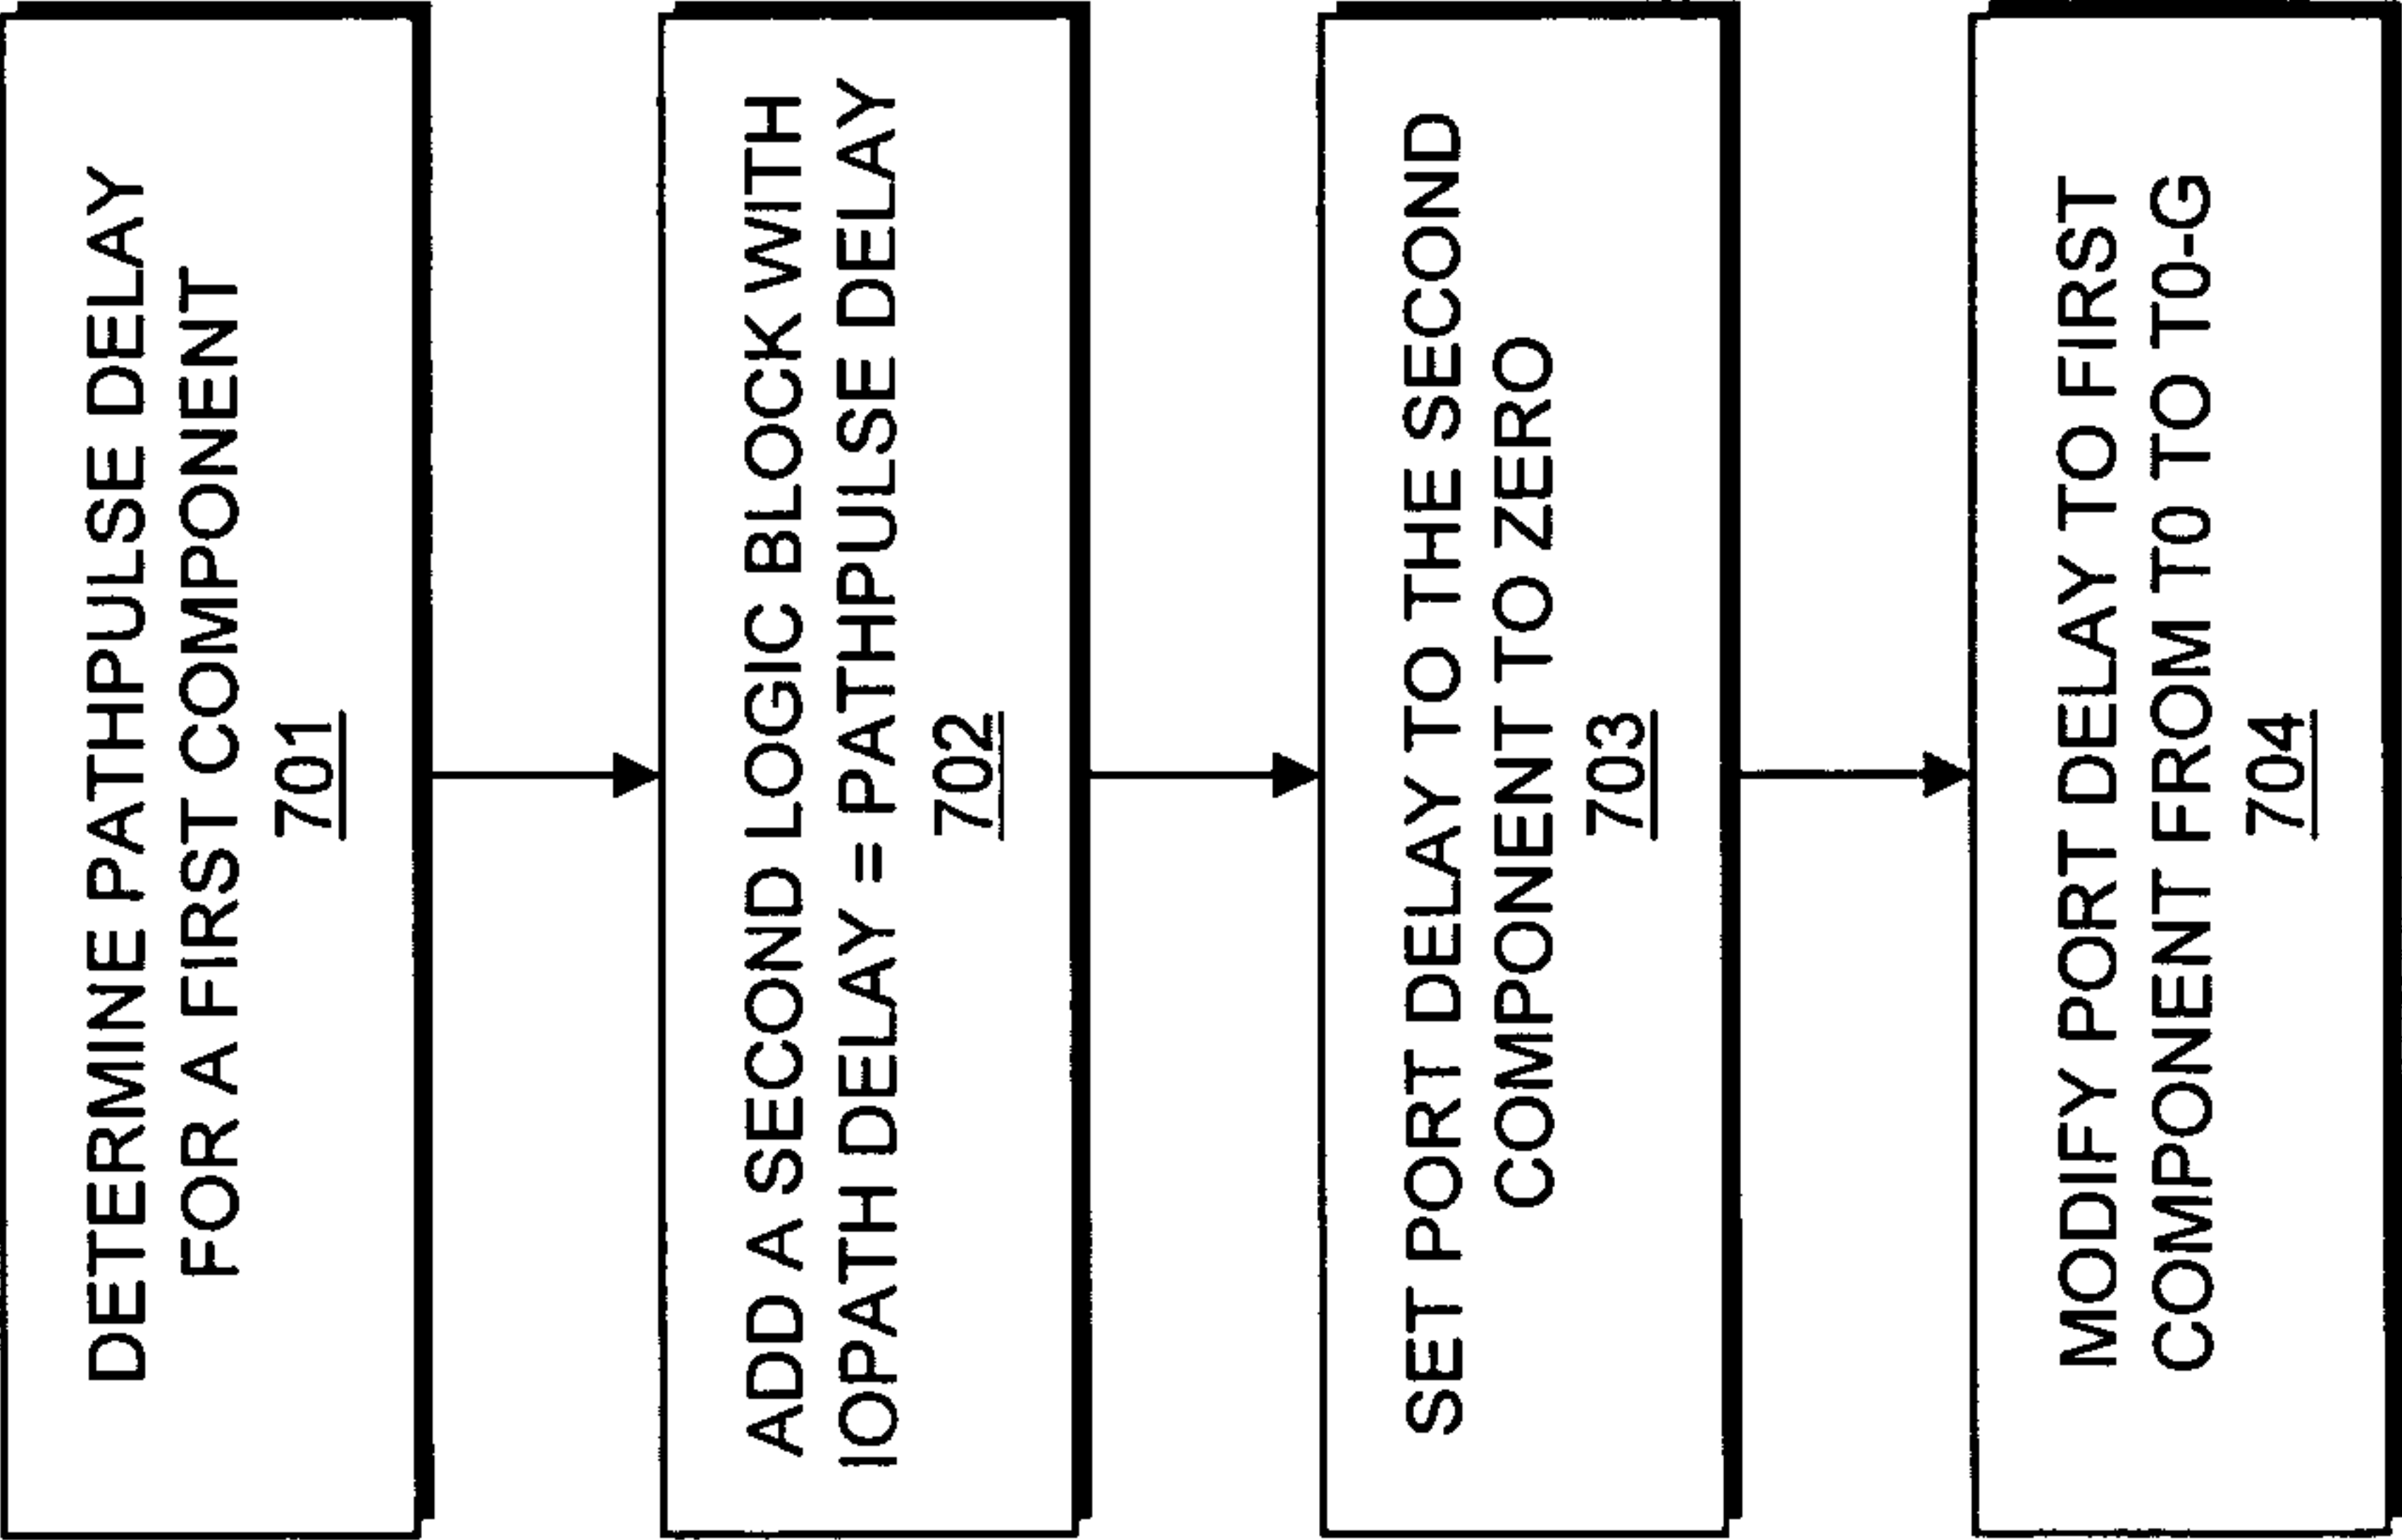 DETERMINE PATHPULSE DELAY
FOR A FIRST COMPONENT
701
ADD A SECOND LOGIC BLOCK WITH
IOPATH DELAY = PATHPULSE DELAY
702
SET PORT DELAY TO THE SECOND
COMPONENT TO ZERO
703
MODIFY PORT DELAY TO FIRST
COMPONENT FROM T0 TO T0-G
704